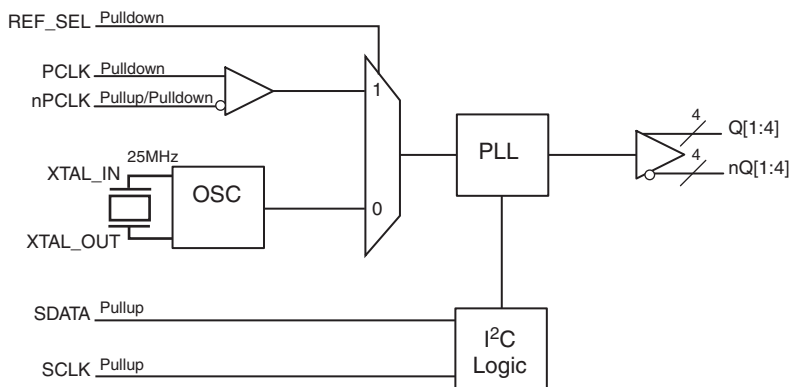 REF_SEL Pulldown
PCLK Pulldown
nPCLK Pullup/Pulldown
1
4
Q[1:4]
PLL
4
nQ[1:4]
25MHz
XTAL_IN
OSC
0
XTAL_OUT
SDATA Pullup
I²C
Logic
SCLK Pullup